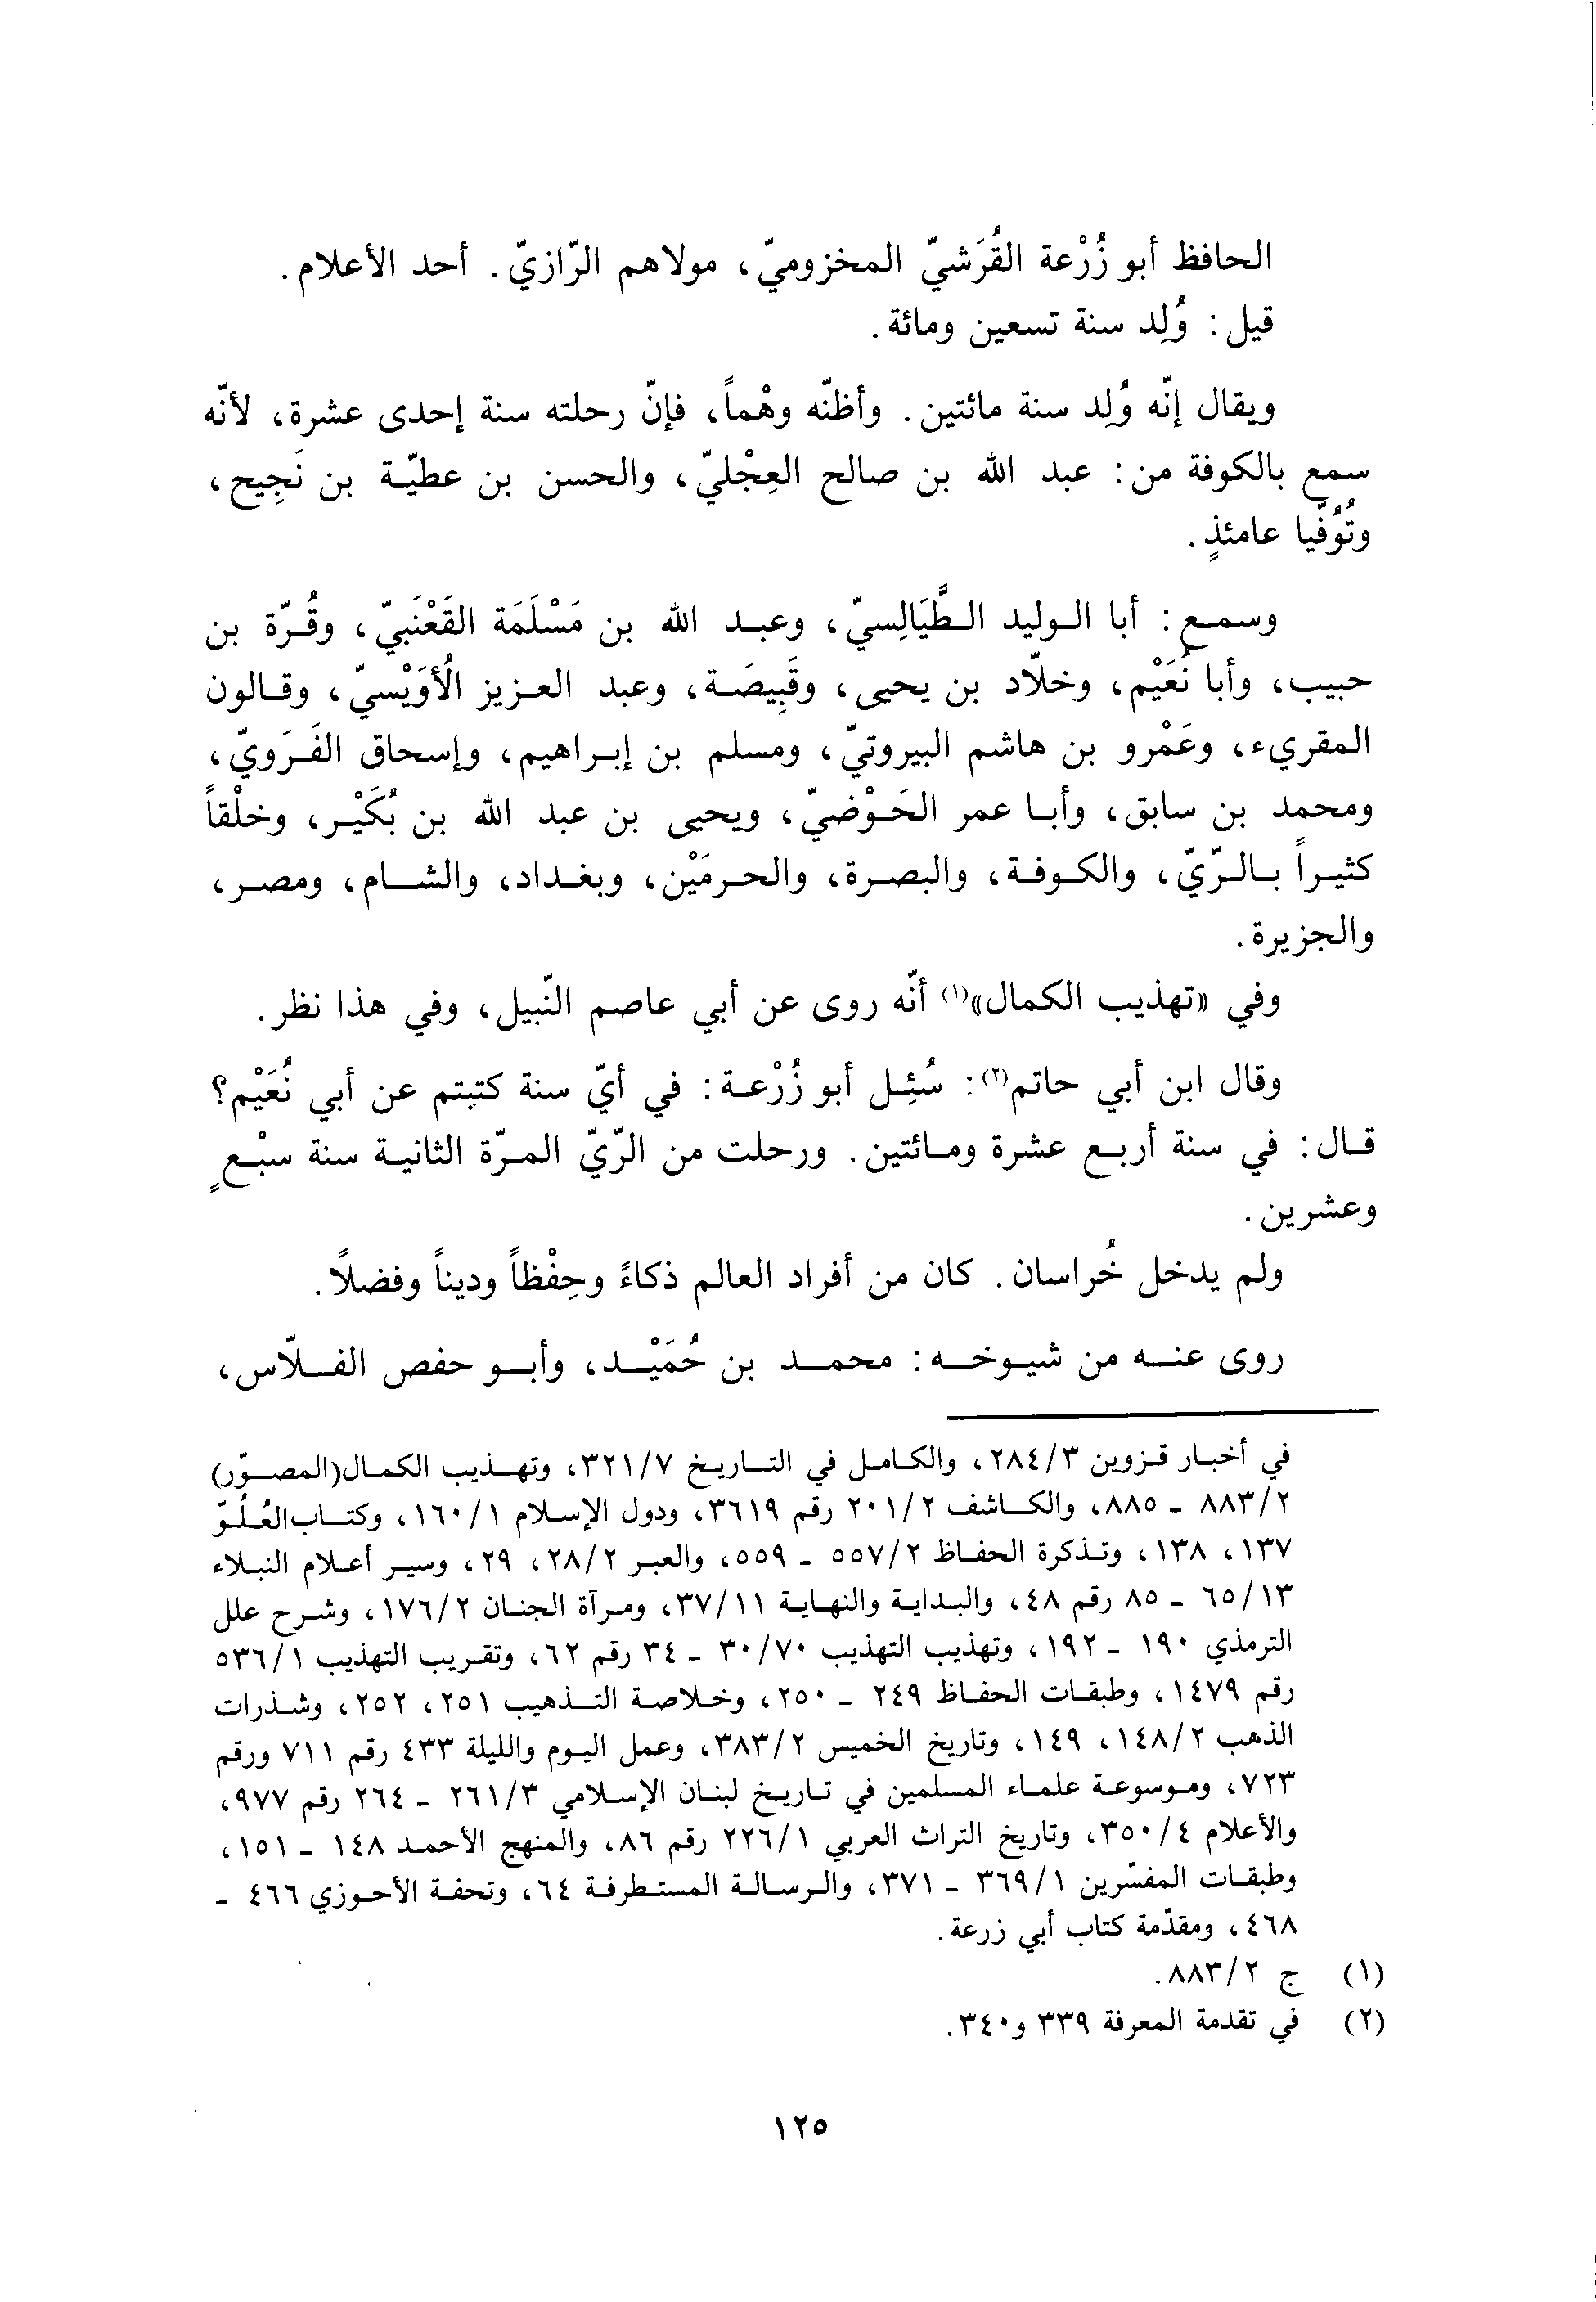 الحافظ أبو زُرْعة القُرَشيّ المخزوميّ، مولاهم الرّازيّ. أحد الأعلام.
قيل: وُلِد سنة تسعين ومائة.
ويقال إنّه وُلِد سنة مائتين. وأظنّه وهْماً، فإنّ رحلته سنة إحدى عشرة، لأنّه
سمع بالكوفة من: عبد الله بن صالح العِجْليّ، والحسن بن عطيّة بن نَجِيح،
وتُوُفّيا عامئذٍ.
وسمع: أبا الوليد الطَّيَالِسيّ، وعبد الله بن مَسْلَمَة القَعْنَبيّ، وقُرّة بن
حبيب، وأبا نُعَيْم، وخلّاد بن يحيى، وقَبِيصَة، وعبد العزيز الُأوَيْسيّ، وقالون
المقريء، وعَمْرو بن هاشم البيروتيّ، ومسلم بن إبراهيم، وإسحاق الفَرَويّ،
ومحمد بن سابق، وأبا عمر الحَوْضيّ، ويحيى بن عبد الله بن بُكَيْر، وخلْقاً
كثيراً بالرّيّ، والكوفة، والبصرة، والحرمَيْن، وبغداد، والشام، ومصر،
والجزيرة.
وفي «تهذيب الكمال»(١) أنّه روى عن أبي عاصم النّبيل، وفي هذا نظر.
وقال ابن أبي حاتم(٢): سُئِل أبو زُرْعة: في أيّ سنة كتبتم عن أبي نُعَيْم؟
قال: في سنة أربع عشرة ومائتين. ورحلت من الرّيّ المرّة الثانية سنة سبْعٍ
وعشرين.
ولم يدخل خُراسان. كان من أفراد العالم ذكاءً وحِفْظاً وديناً وفضلاً.
روى عنه من شيوخه: محمد بن حُمَيْد، وأبو حفص الفلّاس،
في أخبار قزوين ٢٨٤/٣، والكامل في التاريخ ٣٢١/٧، وتهذيب الكمال(المصوّر)
٨٨٣/٢ - ٨٨٥، والكاشف ٢٠١/٢ رقم ٣٦١٩، ودول الإسلام ١٦٠/١، وكتاب العُلُوّ
١٣٧، ١٣٨، وتذكرة الحفاظ ٥٥٧/٢ - ٥٥٩، والعبر ٢٨/٢، ٢٩، وسير أعلام النبلاء
٦٥/١٣ - ٨٥ رقم ٤٨، والبداية والنهاية ٣٧/١١، ومرآة الجنان ١٧٦/٢، وشرح علل
الترمذي ١٩٠ - ١٩٢، وتهذيب التهذيب ٣٠/٧٠ - ٣٤ رقم ٦٢، وتقريب التهذيب ٥٣٦/١
رقم ١٤٧٩، وطبقات الحفاظ ٢٤٩ - ٢٥٠، وخلاصة التذهيب ٢٥١، ٢٥٢، وشذرات
الذهب ١٤٨/٢، ١٤٩، وتاريخ الخميس ٣٨٣/٢، وعمل اليوم والليلة ٤٣٣ رقم ٧١١ ورقم
٧٢٣، وموسوعة علماء المسلمين في تاريخ لبنان الإسلامي ٢٦١/٣ - ٢٦٤ رقم ٩٧٧،
والأعلام ٣٥٠/٤، وتاريخ التراث العربي ٢٢٦/١ رقم ٨٦، والمنهج الأحمد ١٤٨ - ١٥١،
وطبقات المفسّرين ٣٦٩/١ - ٣٧١، والرسالة المستطرفة ٦٤، وتحفة الأحوزي ٤٦٦ -
٤٦٨، ومقدّمة كتاب أبي زرعة.
(١) ج ٨٨٣/٢.
(٢) في تقدمة المعرفة ٣٣٩ و٣٤٠.
١٢٥